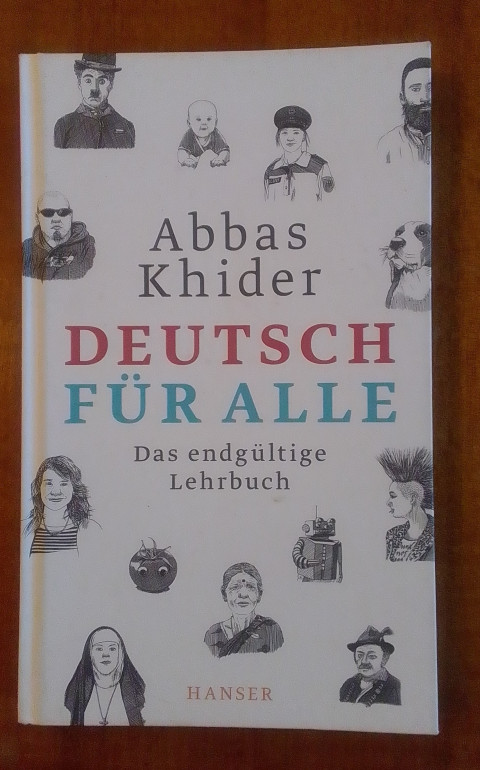 Abbas
Khider
DEUTSCH
FÜR ALLE
Das endgültige
Lehrbuch
HANSER